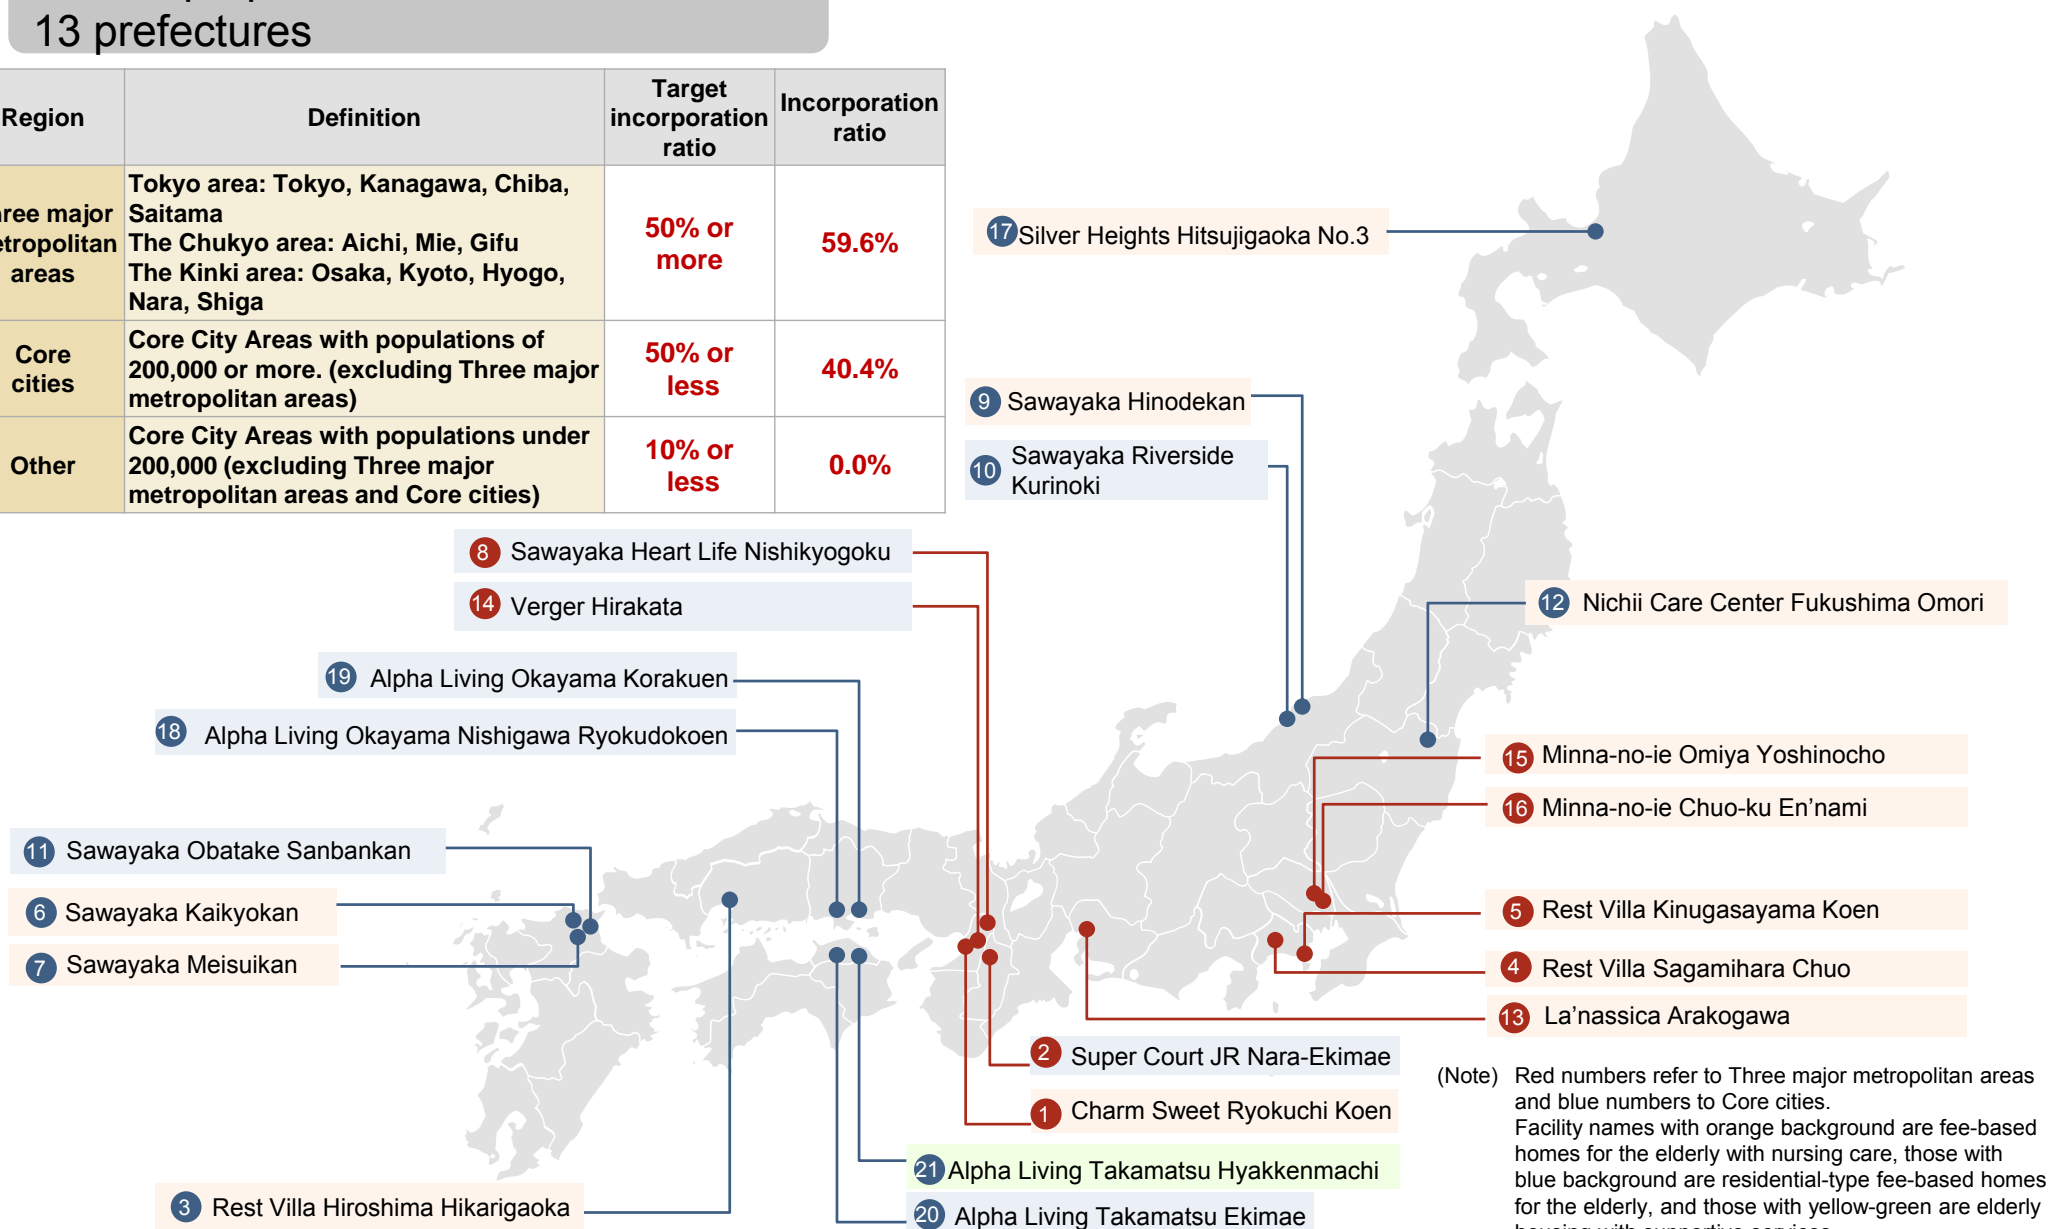 13 prefectures
Region
Definition
Target
incorporation
ratio
Incorporation
ratio
ree major
tropolitan
areas
Tokyo area: Tokyo, Kanagawa, Chiba,
Saitama
The Chukyo area: Aichi, Mie, Gifu
The Kinki area: Osaka, Kyoto, Hyogo,
Nara, Shiga
50% or
more
59.6%
Core
cities
Core City Areas with populations of
200,000 or more. (excluding Three major
metropolitan areas)
50% or
less
40.4%
Other
Core City Areas with populations under
200,000 (excluding Three major
metropolitan areas and Core cities)
10% or
less
0.0%
17 Silver Heights Hitsujigaoka No.3
9 Sawayaka Hinodekan
10 Sawayaka Riverside
Kurinoki
8 Sawayaka Heart Life Nishikyogoku
14 Verger Hirakata
12 Nichii Care Center Fukushima Omori
19 Alpha Living Okayama Korakuen
18 Alpha Living Okayama Nishigawa Ryokudokoen
15 Minna-no-ie Omiya Yoshinocho
16 Minna-no-ie Chuo-ku En’nami
11 Sawayaka Obatake Sanbankan
6 Sawayaka Kaikyokan
7 Sawayaka Meisuikan
5 Rest Villa Kinugasayama Koen
4 Rest Villa Sagamihara Chuo
13 La’nassica Arakogawa
2 Super Court JR Nara-Ekimae
1 Charm Sweet Ryokuchi Koen
21 Alpha Living Takamatsu Hyakkenmachi
20 Alpha Living Takamatsu Ekimae
3 Rest Villa Hiroshima Hikarigaoka
(Note) Red numbers refer to Three major metropolitan areas
and blue numbers to Core cities.
Facility names with orange background are fee-based
homes for the elderly with nursing care, those with
blue background are residential-type fee-based homes
for the elderly, and those with yellow-green are elderly
housing with supportive services